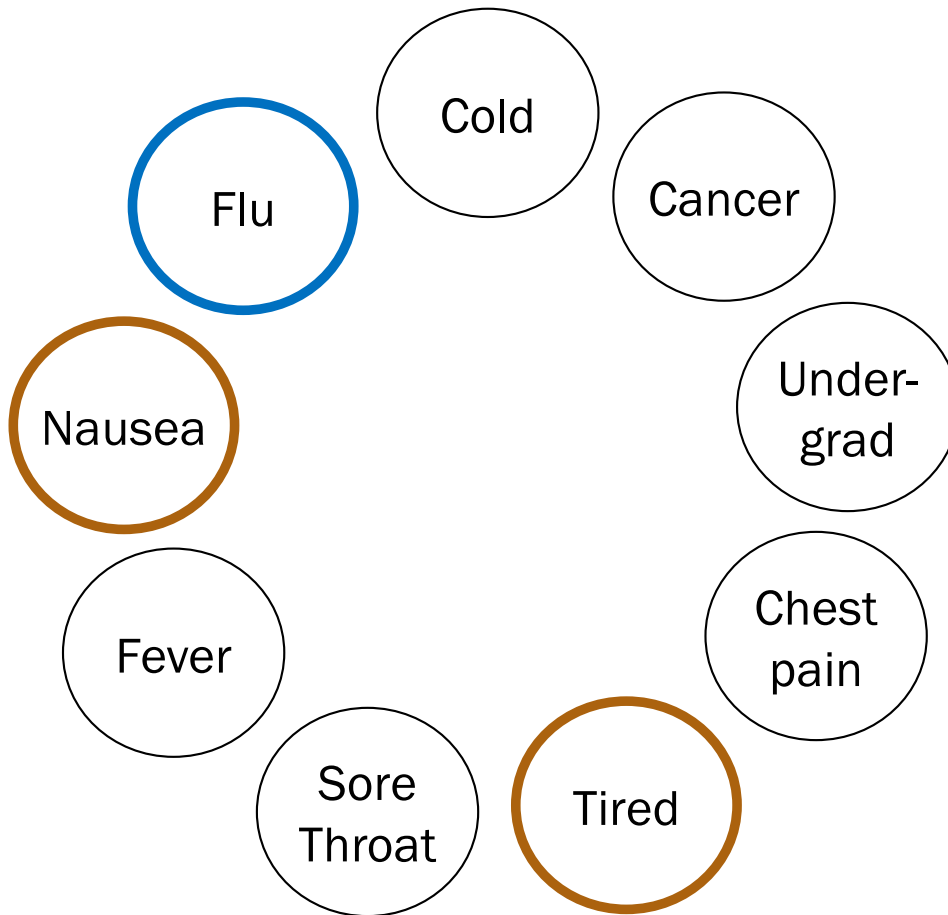 Cold
Cancer
Flu
Under-
grad
Nausea
Chest
pain
Fever
Sore
Throat
Tired